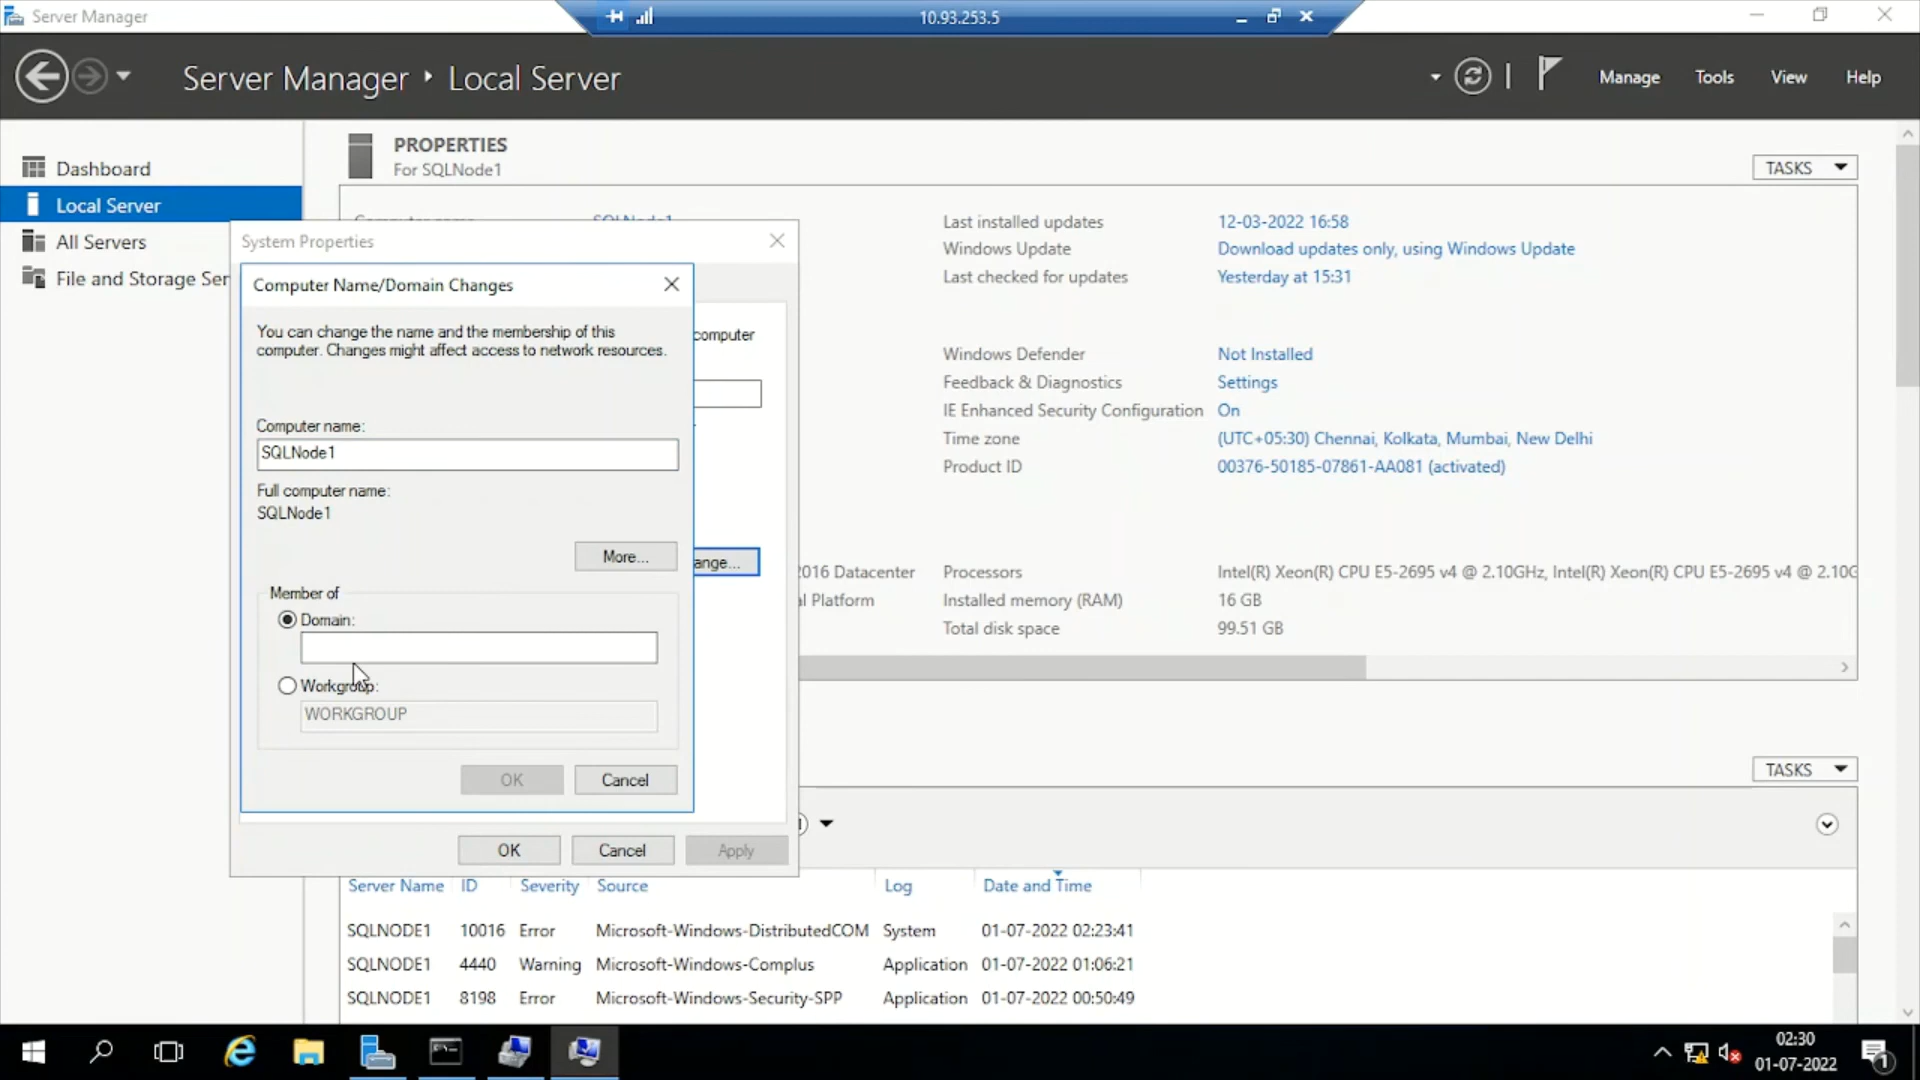 Server Manager
10.93.253.5
Server Manager • Local Server
Manage Tools View Help
Dashboard
Local Server
All Servers
File and Storage Ser
PROPERTIES
For SQLNode1
TASKS
Last installed updates 12-03-2022 16:58
Windows Update Download updates only, using Windows Update
Last checked for updates Yesterday at 15:31
Windows Defender Not Installed
Feedback & Diagnostics Settings
IE Enhanced Security Configuration On
Time zone (UTC+05:30) Chennai, Kolkata, Mumbai, New Delhi
Product ID 00376-50185-07861-AA081 (activated)
2016 Datacenter Processors Intel(R) Xeon(R) CPU E5-2695 v4 @ 2.10GHz, Intel(R) Xeon(R) CPU E5-2695 v4 @ 2.10G
al Platform Installed memory (RAM) 16 GB
Total disk space 99.51 GB
System Properties
computer
ange...
Computer Name/Domain Changes
You can change the name and the membership of this
computer. Changes might affect access to network resources.
Computer name:
SQLNode1
Full computer name:
SQLNode1
More...
Member of
Domain:
Workgroup:
WORKGROUP
OK Cancel
OK Cancel Apply
TASKS
Server Name ID Severity Source Log Date and Time
SQLNODE1 10016 Error Microsoft-Windows-DistributedCOM System 01-07-2022 02:23:41
SQLNODE1 4440 Warning Microsoft-Windows-Complus Application 01-07-2022 01:06:21
SQLNODE1 8198 Error Microsoft-Windows-Security-SPP Application 01-07-2022 00:50:49
02:30
01-07-2022
1